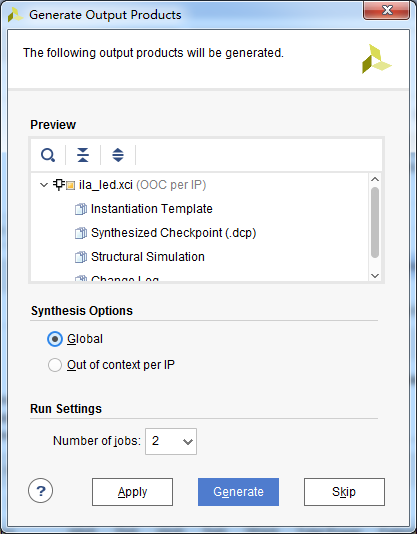 Generate Output Products
The following output products will be generated.
Preview
ila_led.xci (OOC per IP)
Instantiation Template
Synthesized Checkpoint (.dcp)
Structural Simulation
Change Log
Synthesis Options
Global
Out of context per IP
Run Settings
Number of jobs: 2
? Apply Generate Skip